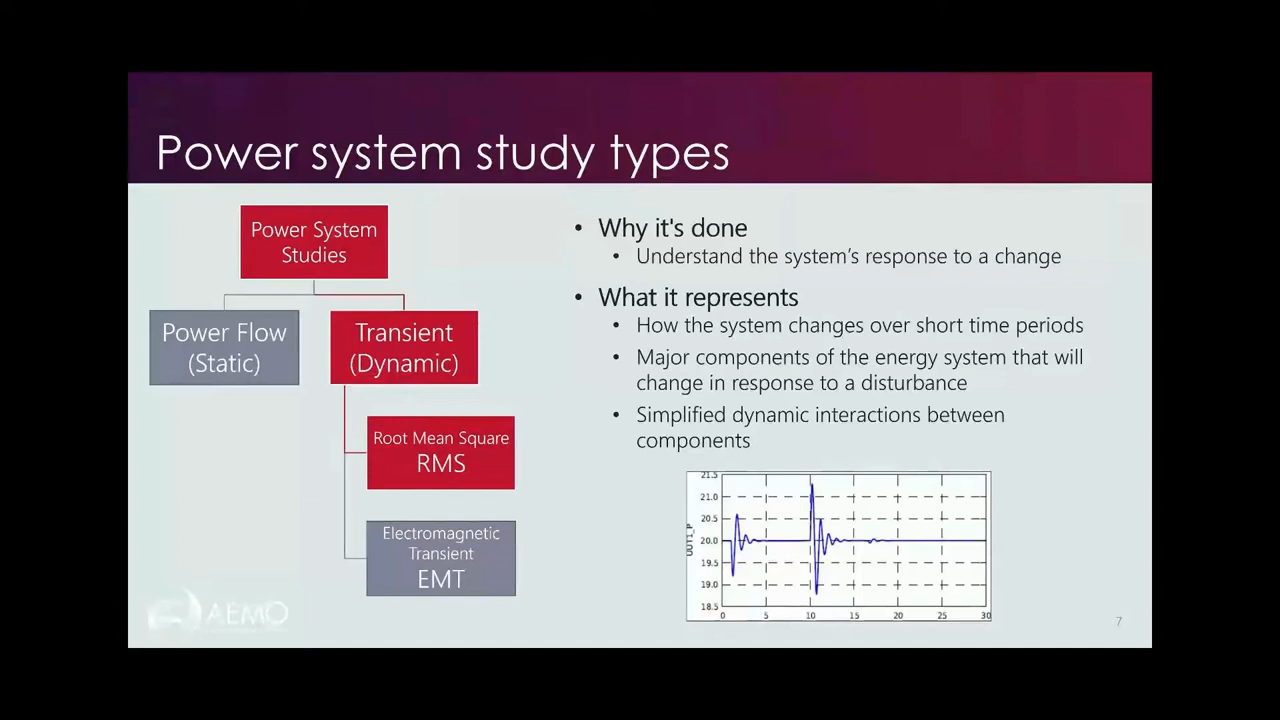 Power system study types
Power System
Studies
Power Flow
(Static)
Transient
(Dynamic)
Root Mean Square
RMS
Electromagnetic
Transient
EMT
AEMO
• Why it's done
• Understand the system’s response to a change
• What it represents
• How the system changes over short time periods
• Major components of the energy system that will
change in response to a disturbance
• Simplified dynamic interactions between
components
21.5
21.0
20.5
20.0
19.5
19.0
18.5
OUT1_P
0 5 10 15 20 25 30
7